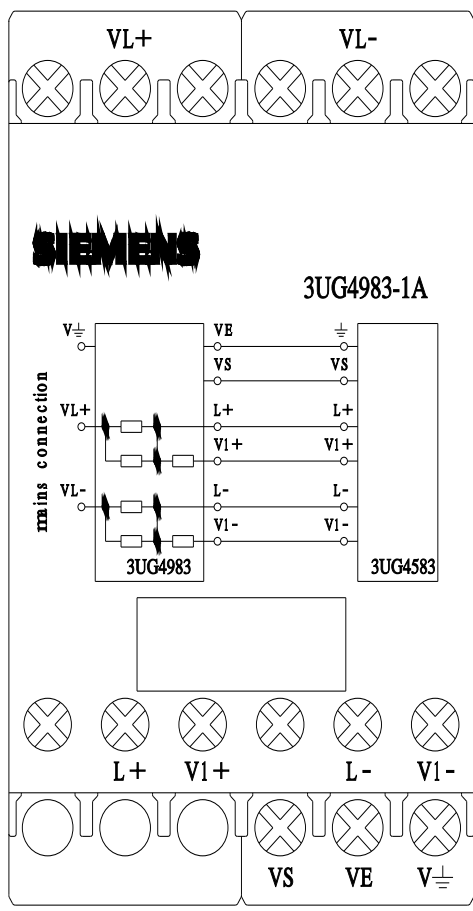 VL+ VL-
SIEMENS
3UG4983-1A
V⏚ VE ⏚
VS VS
VL+ L+ L+
V1+ V1+
VL- L- L-
V1- V1-
mains connection
3UG4983 3UG4583
L+ V1+ L- V1-
VS VE V⏚